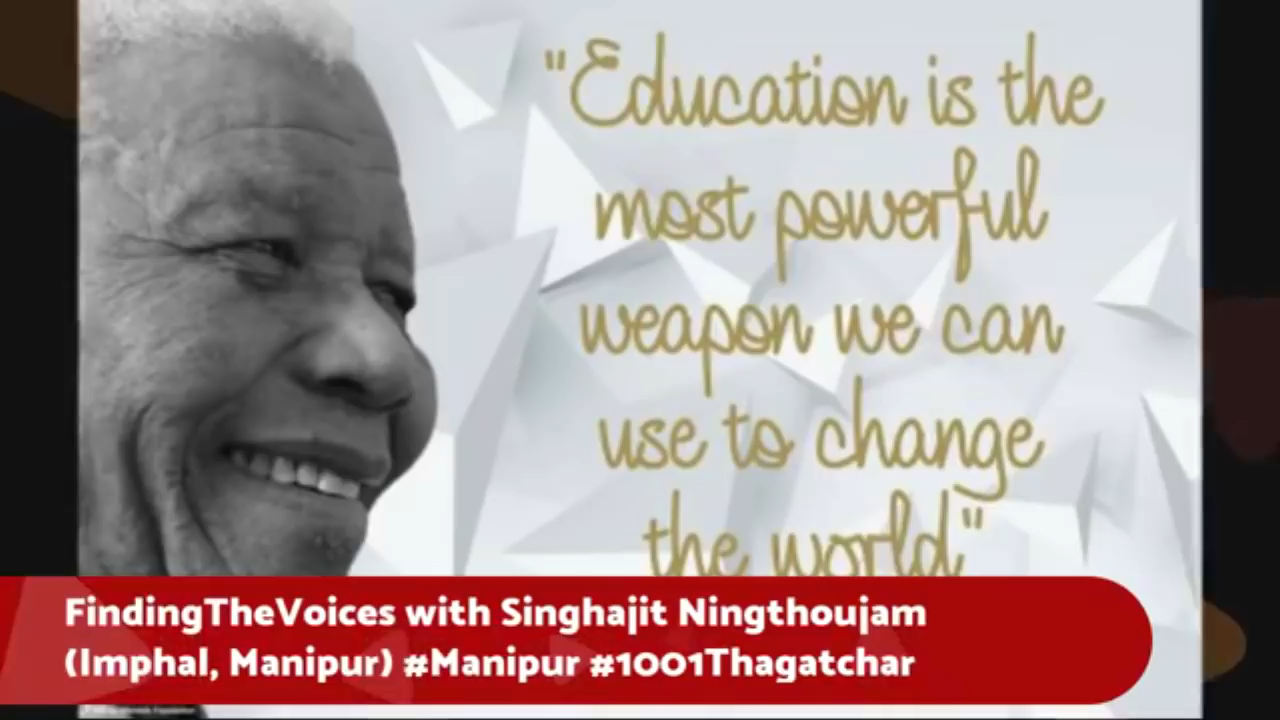 "Education is the
most powerful
weapon we can
use to change
the world"
FindingTheVoices with Singhajit Ningthoujam
(Imphal, Manipur) #Manipur #1001Thagatchar